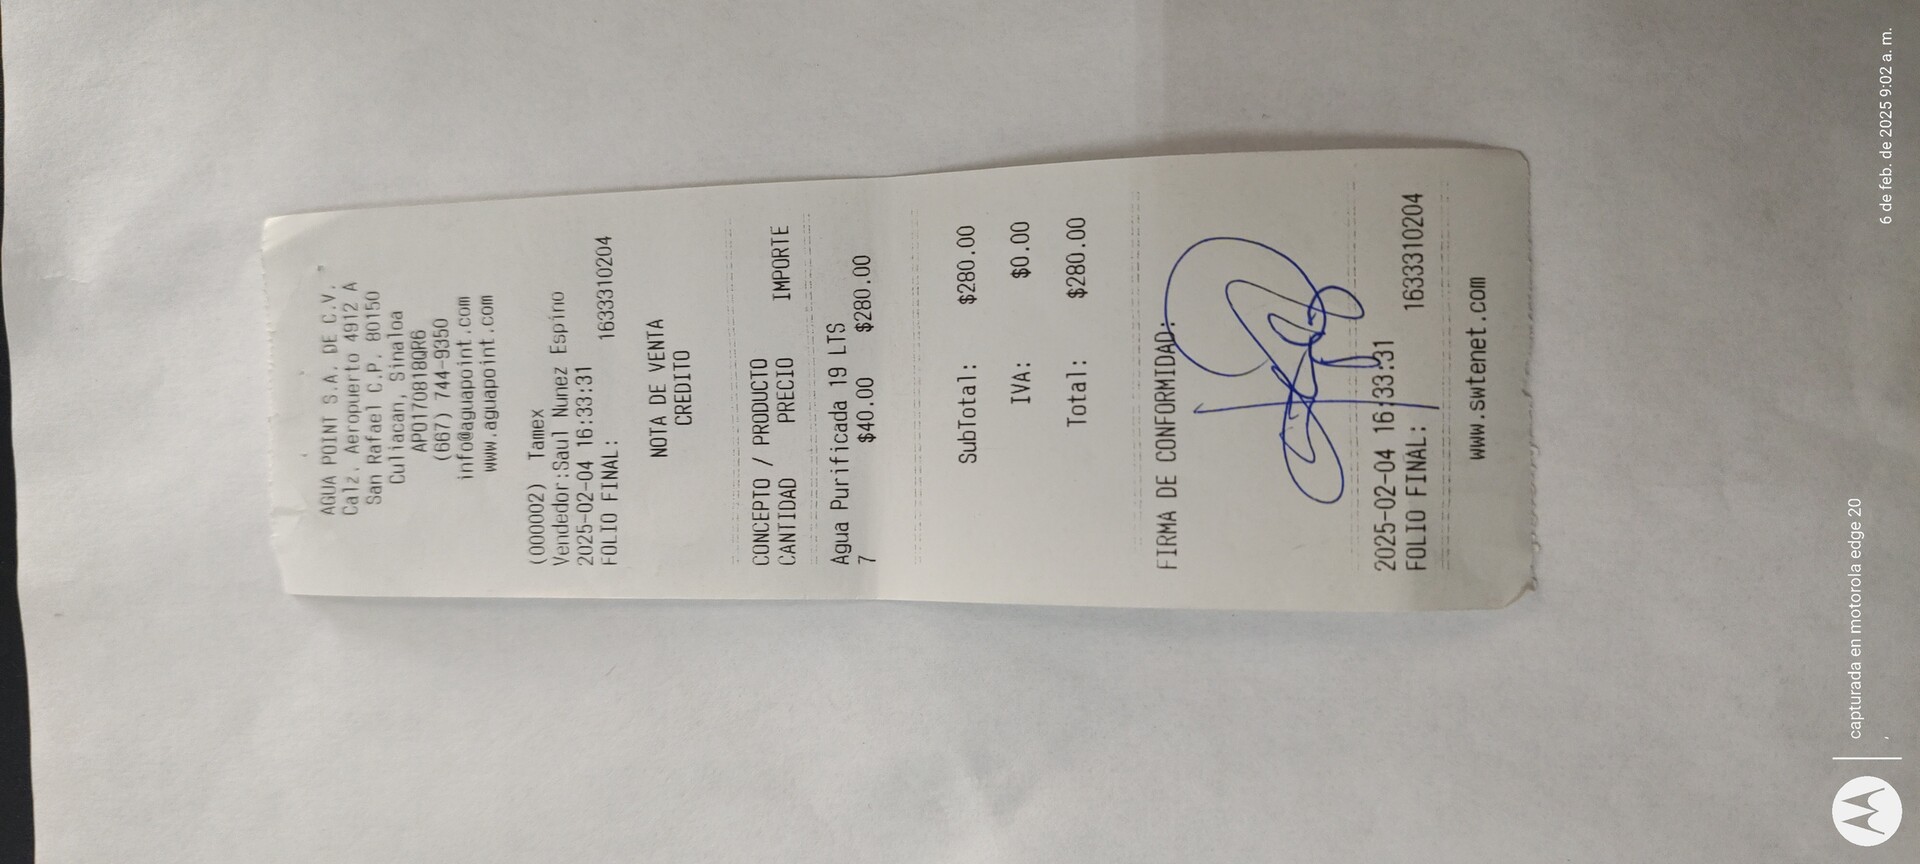 AGUA POINT S.A. DE C.V.
Calz. Aeropuerto 4912 A
San Rafael C.P. 80150
Culiacan, Sinaloa
APO170818QR6
(667) 744-9350
info@aguapoint.com
www.aguapoint.com
(000002) Tamex
Vendedor:Saul Nunez Espino
2025-02-04 16:33:31
FOLIO FINAL: 1633310204
NOTA DE VENTA
CREDITO
CONCEPTO / PRODUCTO
CANTIDAD PRECIO IMPORTE
Agua Purificada 19 LTS
7 $40.00 $280.00
SubTotal: $280.00
IVA: $0.00
Total: $280.00
FIRMA DE CONFORMIDAD:
2025-02-04 16:33:31
FOLIO FINAL: 1633310204
www.swtenet.com
capturada en motorola edge 20
6 de feb. de 2025 9:02 a. m.